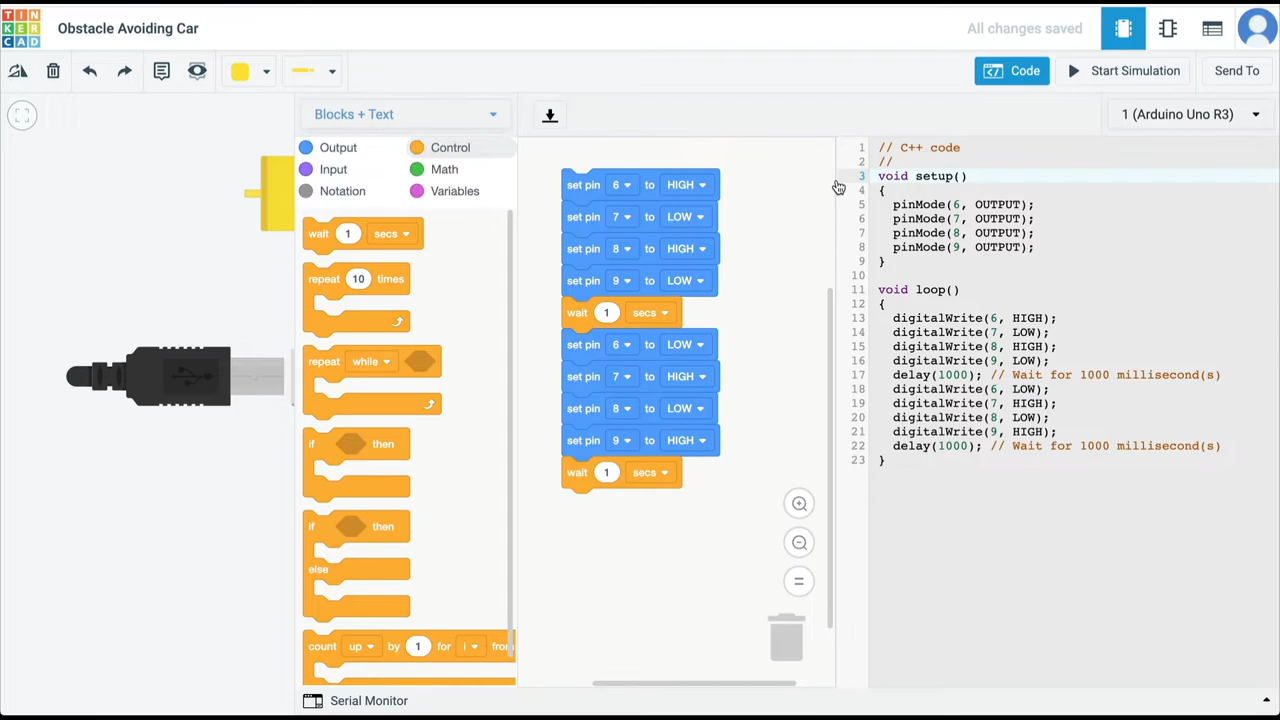 TIN
KER
CAD
Obstacle Avoiding Car
All changes saved
Code
Start Simulation
Send To
Blocks + Text
1 (Arduino Uno R3)
Output
Control
Input
Math
Notation
Variables
wait 1 secs
repeat 10 times
repeat while
if then
if then
else
count up by 1 for i from
set pin 6 to HIGH
set pin 7 to LOW
set pin 8 to HIGH
set pin 9 to LOW
wait 1 secs
set pin 6 to LOW
set pin 7 to HIGH
set pin 8 to LOW
set pin 9 to HIGH
wait 1 secs
1 // C++ code
2 //
3 void setup()
4 {
5 pinMode(6, OUTPUT);
6 pinMode(7, OUTPUT);
7 pinMode(8, OUTPUT);
8 pinMode(9, OUTPUT);
9 }
10
11 void loop()
12 {
13 digitalWrite(6, HIGH);
14 digitalWrite(7, LOW);
15 digitalWrite(8, HIGH);
16 digitalWrite(9, LOW);
17 delay(1000); // Wait for 1000 millisecond(s)
18 digitalWrite(6, LOW);
19 digitalWrite(7, HIGH);
20 digitalWrite(8, LOW);
21 digitalWrite(9, HIGH);
22 delay(1000); // Wait for 1000 millisecond(s)
23 }
Serial Monitor